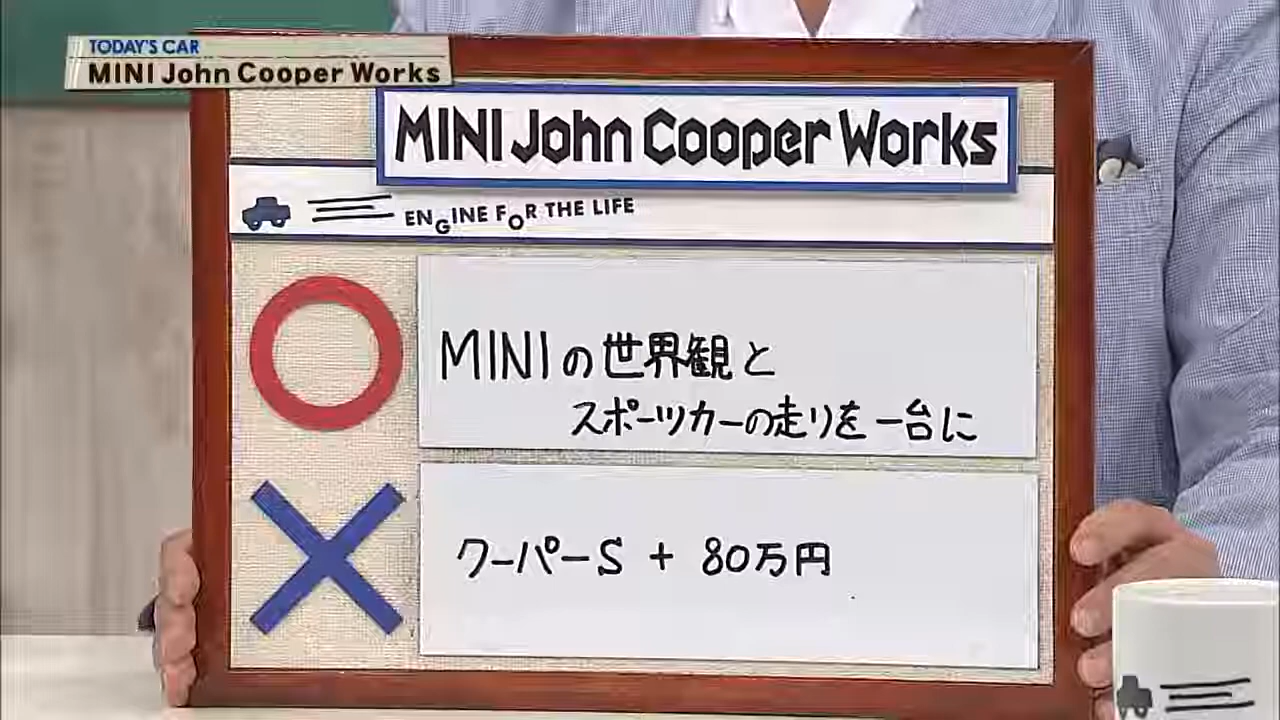 TODAY'S CAR
MINI John Cooper Works
MINI John Cooper Works
ENGINE FOR THE LIFE
MINIの世界観と
スポーツカーの走りを一台に
クーパーS + 80万円